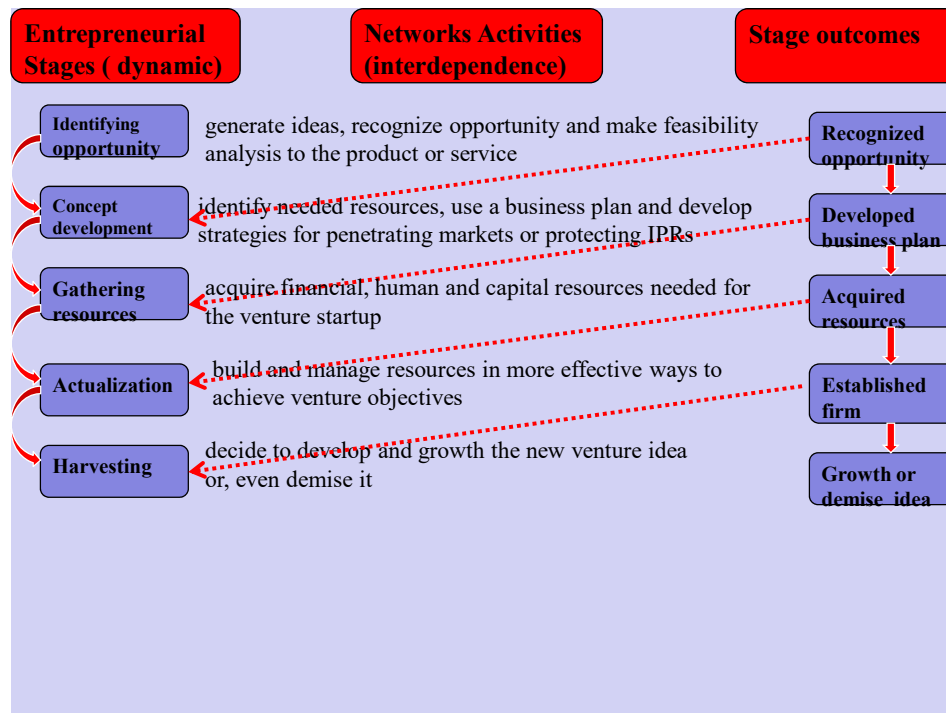 Entrepreneurial
Stages ( dynamic)
Networks Activities
(interdependence)
Stage outcomes
Identifying
opportunity
generate ideas, recognize opportunity and make feasibility
analysis to the product or service
Recognized
opportunity
Concept
development
identify needed resources, use a business plan and develop
strategies for penetrating markets or protecting IPRs
Developed
business plan
Gathering
resources
acquire financial, human and capital resources needed for
the venture startup
Acquired
resources
Actualization
build and manage resources in more effective ways to
achieve venture objectives
Established
firm
Harvesting
decide to develop and growth the new venture idea
or, even demise it
Growth or
demise idea